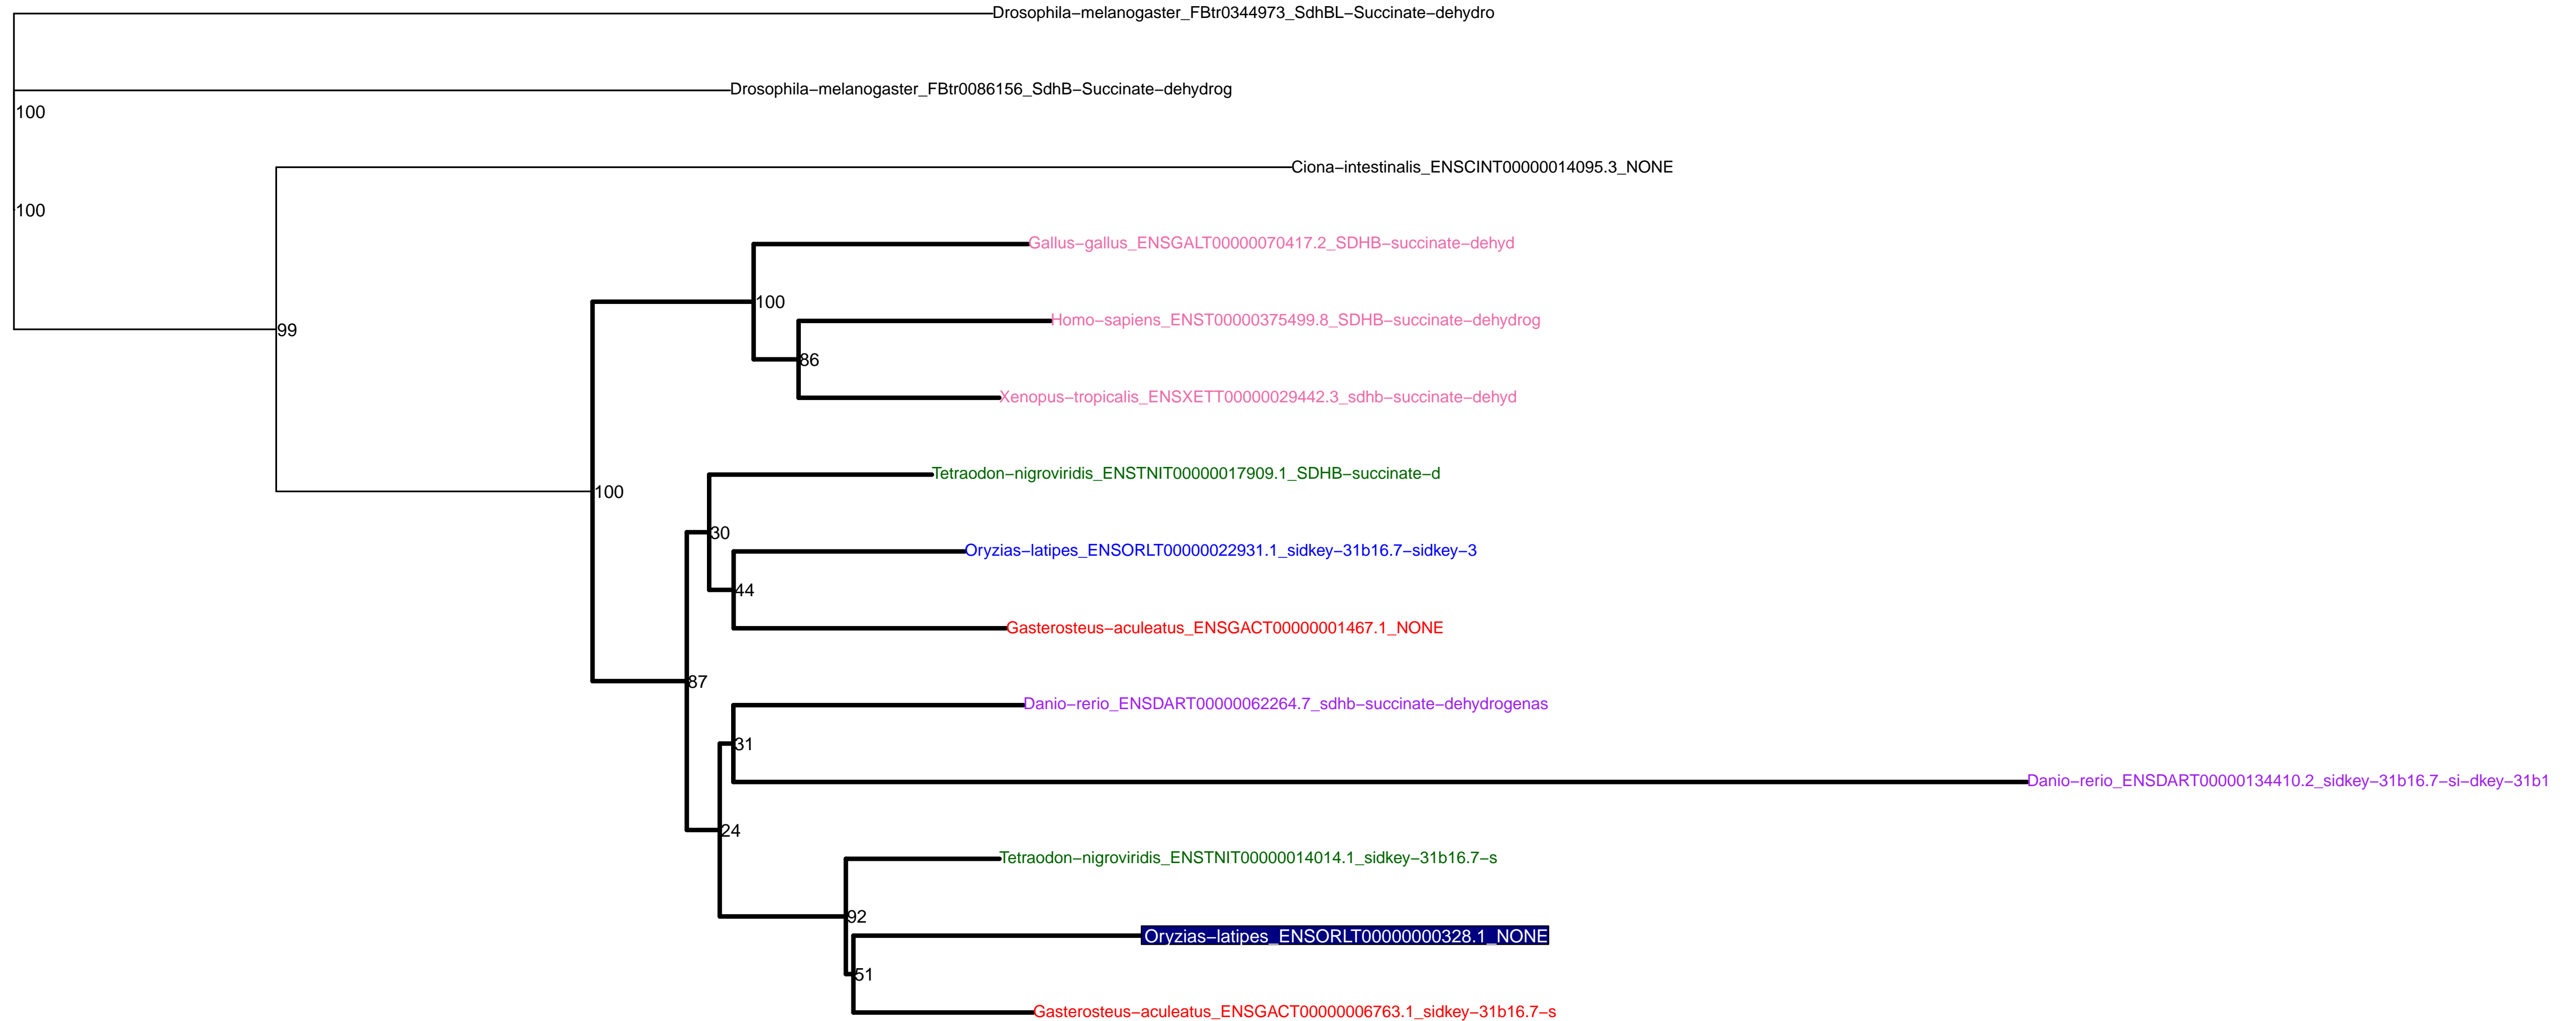 Drosophila-melanogaster_FBtr0344973_SdhBL-Succinate-dehydro
Drosophila-melanogaster_FBtr0086156_SdhB-Succinate-dehydrog
100
Ciona-intestinalis_ENSCINT00000014095.3_NONE
100
Gallus-gallus_ENSGALT00000070417.2_SDHB-succinate-dehyd
100
Homo-sapiens_ENST00000375499.8_SDHB-succinate-dehydrog
99
86
Xenopus-tropicalis_ENSXETT00000029442.3_sdhb-succinate-dehyd
Tetraodon-nigroviridis_ENSTNIT00000017909.1_SDHB-succinate-d
100
30
Oryzias-latipes_ENSORLT00000022931.1_sidkey-31b16.7-sidkey-3
44
Gasterosteus-aculeatus_ENSGACT00000001467.1_NONE
87
Danio-rerio_ENSDART00000062264.7_sdhb-succinate-dehydrogenas
31
Danio-rerio_ENSDART00000134410.2_sidkey-31b16.7-si-dkey-31b1
24
Tetraodon-nigroviridis_ENSTNIT00000014014.1_sidkey-31b16.7-s
92
Oryzias-latipes_ENSORLT00000000328.1_NONE
51
Gasterosteus-aculeatus_ENSGACT00000006763.1_sidkey-31b16.7-s